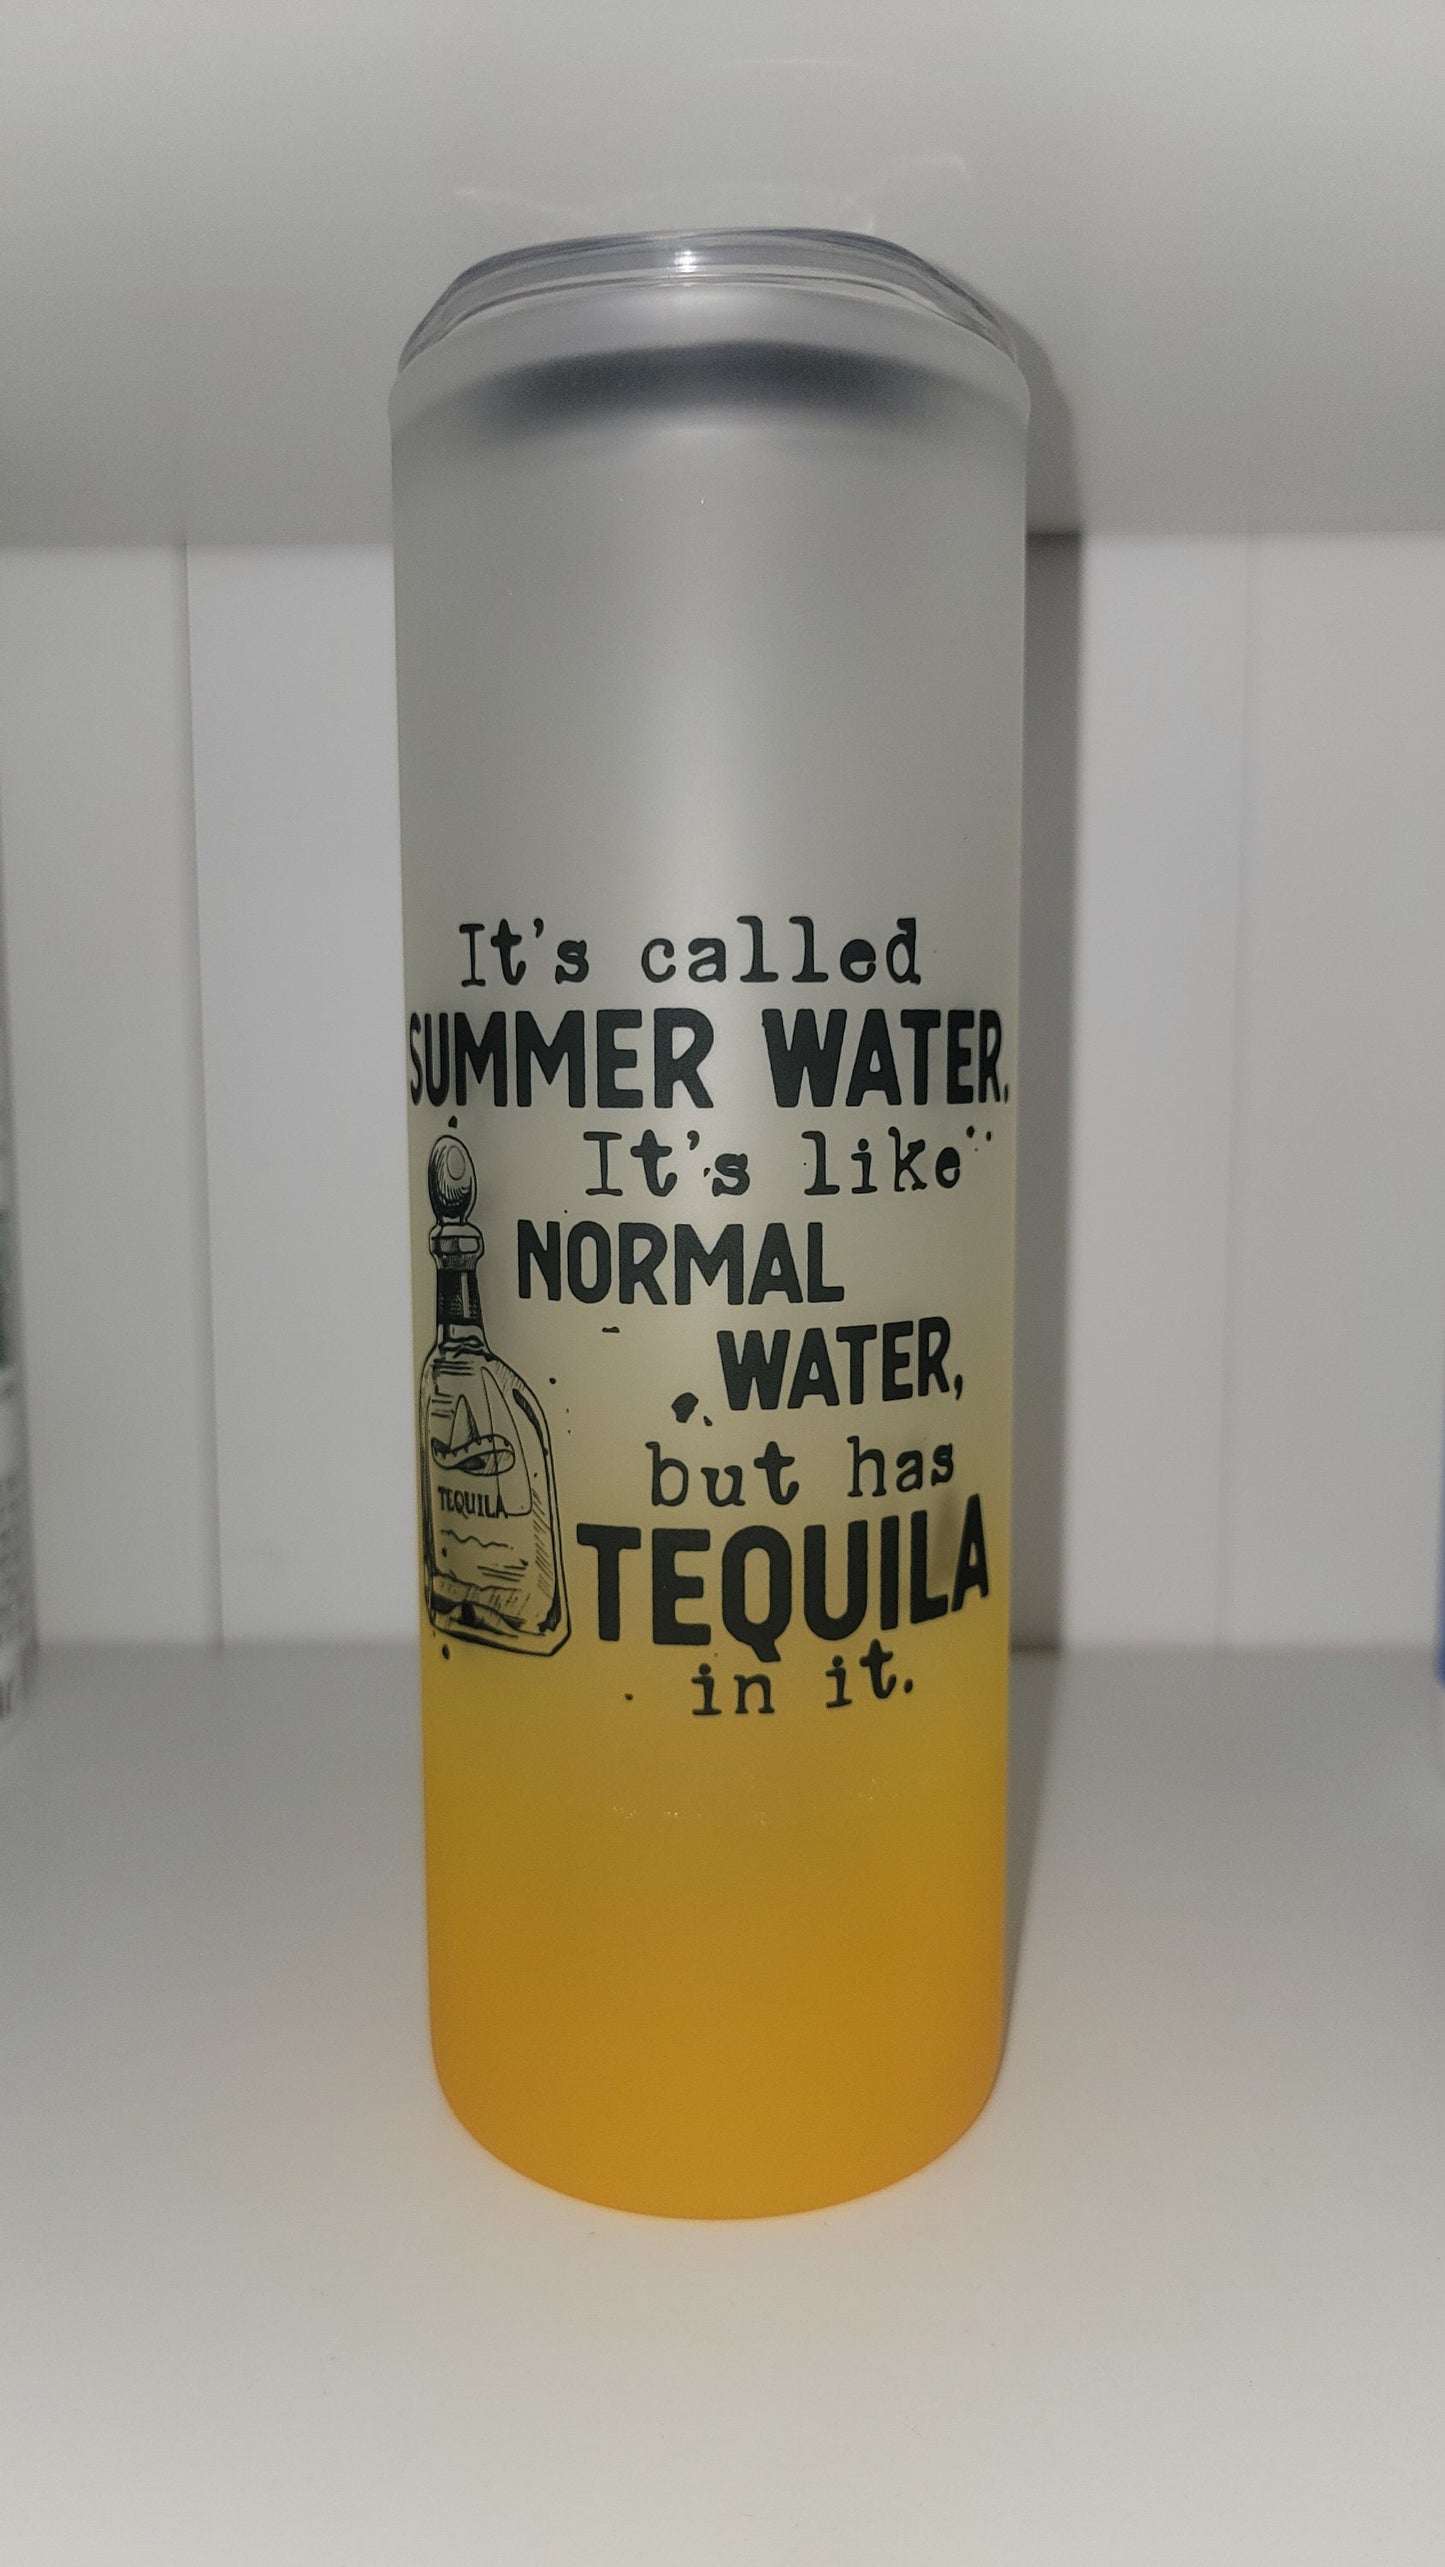 It's called
SUMMER WATER.
It's like
NORMAL
WATER,
but has
TEQUILA
TEQUILA
in it.